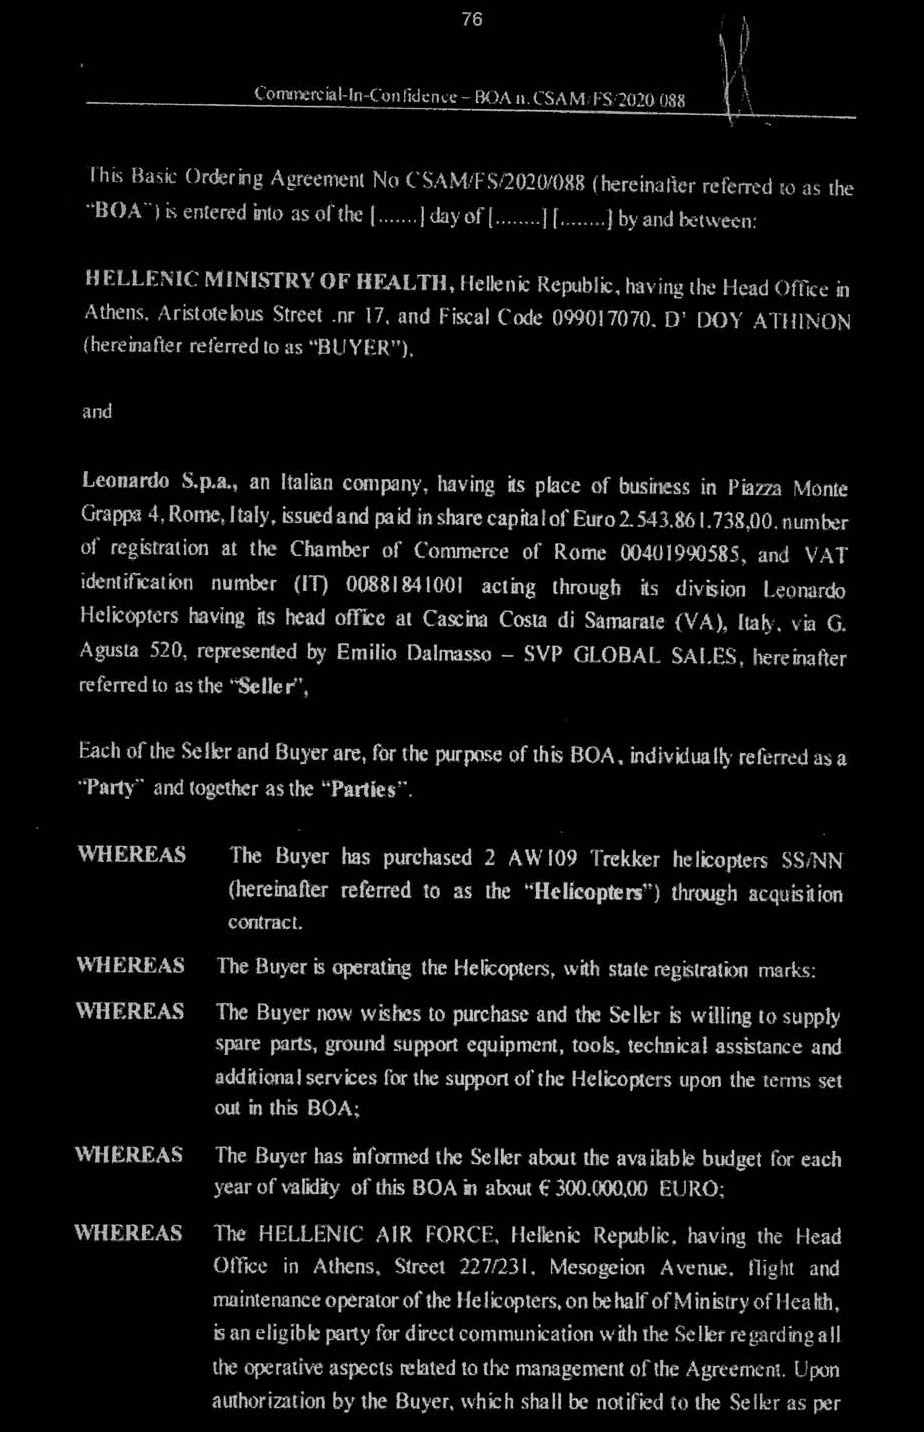 76
Commercial-In-Confidence – BOA n. CSAM/FS/2020/088
This Basic Ordering Agreement No CSAM/FS/2020/088 (hereinafter referred to as the
"BOA") is entered into as of the [.......] day of [........] [........] by and between:
HELLENIC MINISTRY OF HEALTH, Hellenic Republic, having the Head Office in
Athens, Aristotelous Street .nr 17, and Fiscal Code 099017070, D' DOY ATHINON
(hereinafter referred to as "BUYER"),
and
Leonardo S.p.a., an Italian company, having its place of business in Piazza Monte
Grappa 4, Rome, Italy, issued and paid in share capital of Euro 2.543.861.738,00, number
of registration at the Chamber of Commerce of Rome 00401990585, and VAT
identification number (IT) 00881841001 acting through its division Leonardo
Helicopters having its head office at Cascina Costa di Samarate (VA), Italy, via G.
Agusta 520, represented by Emilio Dalmasso – SVP GLOBAL SALES, hereinafter
referred to as the "Seller",
Each of the Seller and Buyer are, for the purpose of this BOA, individually referred as a
"Party" and together as the "Parties".
WHEREAS The Buyer has purchased 2 AW109 Trekker helicopters SS/NN
(hereinafter referred to as the "Helicopters") through acquisition
contract.
WHEREAS The Buyer is operating the Helicopters, with state registration marks:
WHEREAS The Buyer now wishes to purchase and the Seller is willing to supply
spare parts, ground support equipment, tools, technical assistance and
additional services for the support of the Helicopters upon the terms set
out in this BOA;
WHEREAS The Buyer has informed the Seller about the available budget for each
year of validity of this BOA in about € 300.000,00 EURO;
WHEREAS The HELLENIC AIR FORCE, Hellenic Republic, having the Head
Office in Athens, Street 227/231, Mesogeion Avenue, flight and
maintenance operator of the Helicopters, on behalf of Ministry of Health,
is an eligible party for direct communication with the Seller regarding all
the operative aspects related to the management of the Agreement. Upon
authorization by the Buyer, which shall be notified to the Seller as per